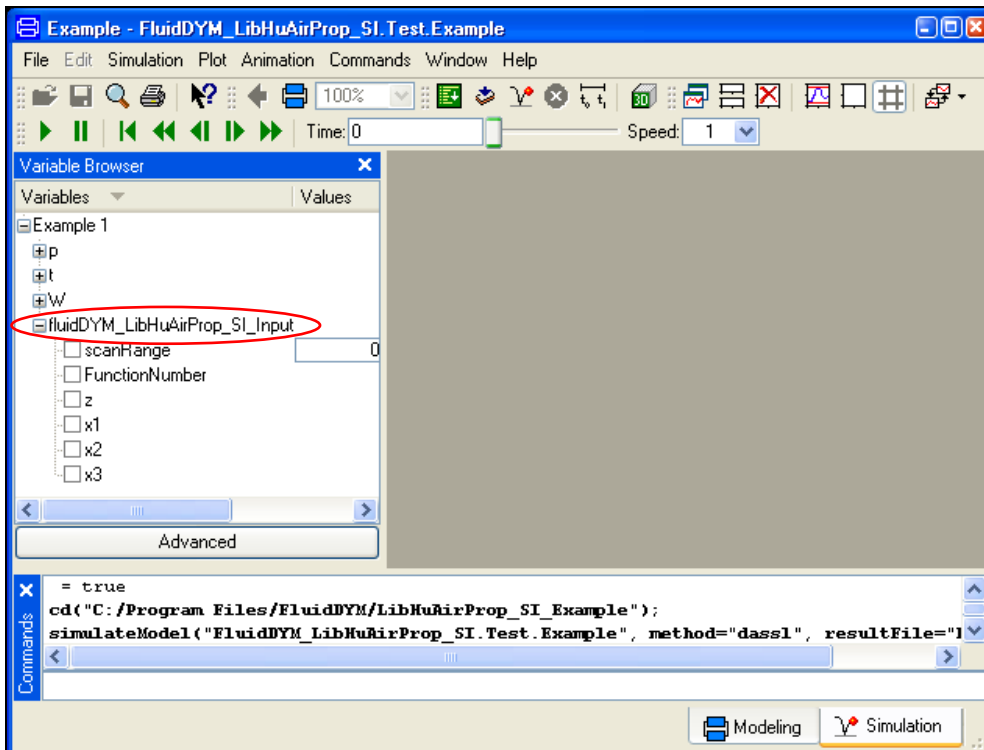 Example - FluidDYM_LibHuAirProp_SI.Test.Example
File Edit Simulation Plot Animation Commands Window Help
100%
3D
Time: 0 Speed: 1
Variable Browser
Variables Values
Example 1
p
t
W
fluidDYM_LibHuAirProp_SI_Input
scanRange 0
FunctionNumber
z
x1
x2
x3
Advanced
Commands
= true
cd("C:/Program Files/FluidDYM/LibHuAirProp_SI_Example");
simulateModel("FluidDYM_LibHuAirProp_SI.Test.Example", method="dassl", resultFile="
Modeling Simulation